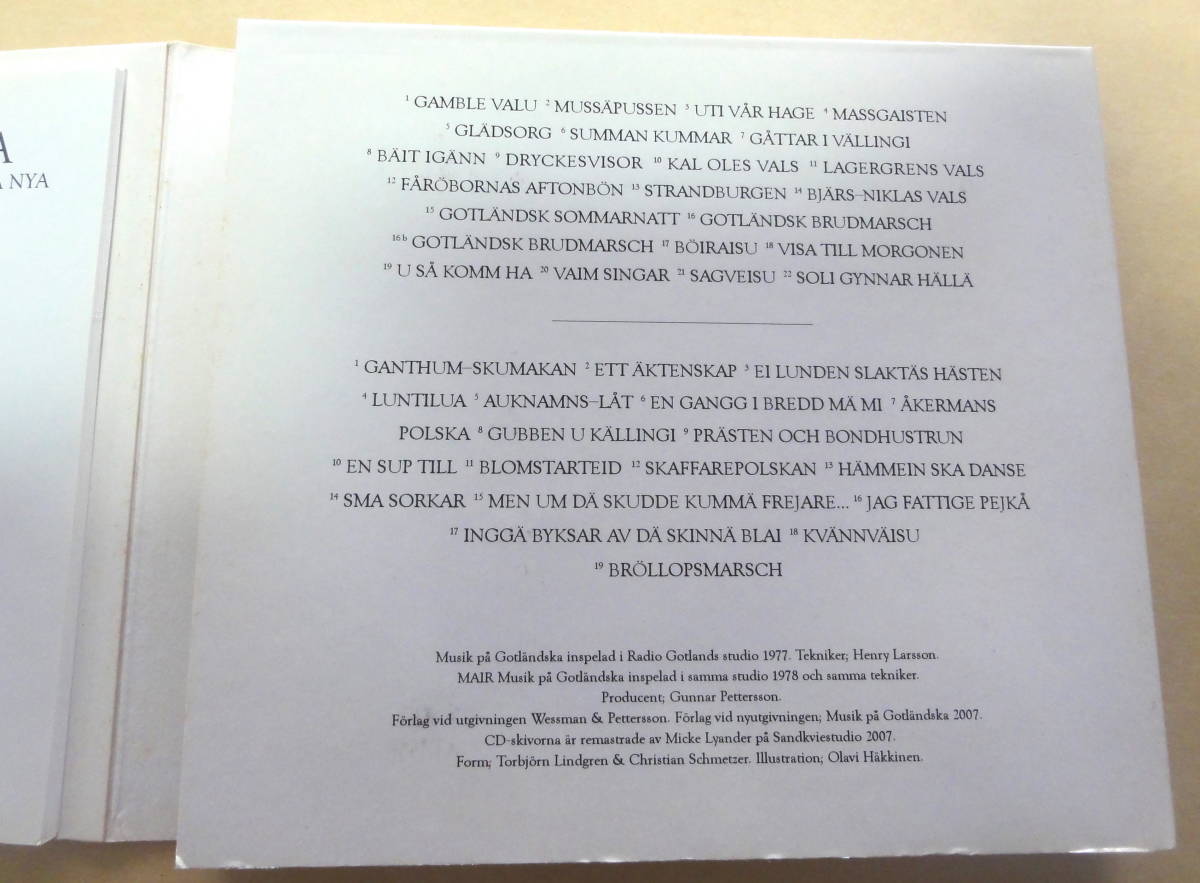 A
A NYA
1 GAMBLE VALU 2 MUSSÄPUSSEN 3 UTI VÅR HAGE 4 MASSGAISTEN
5 GLÄDSORG 6 SUMMAN KUMMAR 7 GÅTTAR I VÄLLINGI
8 BÄIT IGÄNN 9 DRYCKESVISOR 10 KAL OLES VALS 11 LAGERGRENS VALS
12 FÅRÖBORNAS AFTONBÖN 13 STRANDBURGEN 14 BJÄRS-NIKLAS VALS
15 GOTLÄNDSK SOMMARNATT 16 GOTLÄNDSK BRUDMARSCH
16b GOTLÄNDSK BRUDMARSCH 17 BÖIRAISU 18 VISA TILL MORGONEN
19 U SÅ KOMM HA 20 VAIM SINGAR 21 SAGVEISU 22 SOLI GYNNAR HÄLLÄ
1 GANTHUM-SKUMAKAN 2 ETT ÄKTENSKAP 3 EI LUNDEN SLAKTÄS HÄSTEN
4 LUNTILUA 5 AUKNAMNS-LÅT 6 EN GANGG I BREDD MÄ MI 7 ÅKERMANS
POLSKA 8 GUBBEN U KÄLLINGI 9 PRÄSTEN OCH BONDHUSTRUN
10 EN SUP TILL 11 BLOMSTARTEID 12 SKAFFAREPOLSKAN 13 HÄMMEIN SKA DANSE
14 SMA SORKAR 15 MEN UM DÄ SKUDDE KUMMÄ FREJARE... 16 JAG FATTIGE PEJKÅ
17 INGGÄ BYKSAR AV DÄ SKINNÄ BLAI 18 KVÄNNVÄISU
19 BRÖLLOPSMARSCH
Musik på Gotländska inspelad i Radio Gotlands studio 1977. Tekniker; Henry Larsson.
MAIR Musik på Gotländska inspelad i samma studio 1978 och samma tekniker.
Producent; Gunnar Pettersson.
Förlag vid utgivningen Wessman & Pettersson. Förlag vid nyutgivningen; Musik på Gotländska 2007.
CD-skivorna är remastrade av Micke Lyander på Sandkviestudio 2007.
Form; Torbjörn Lindgren & Christian Schmetzer. Illustration; Olavi Häkkinen.